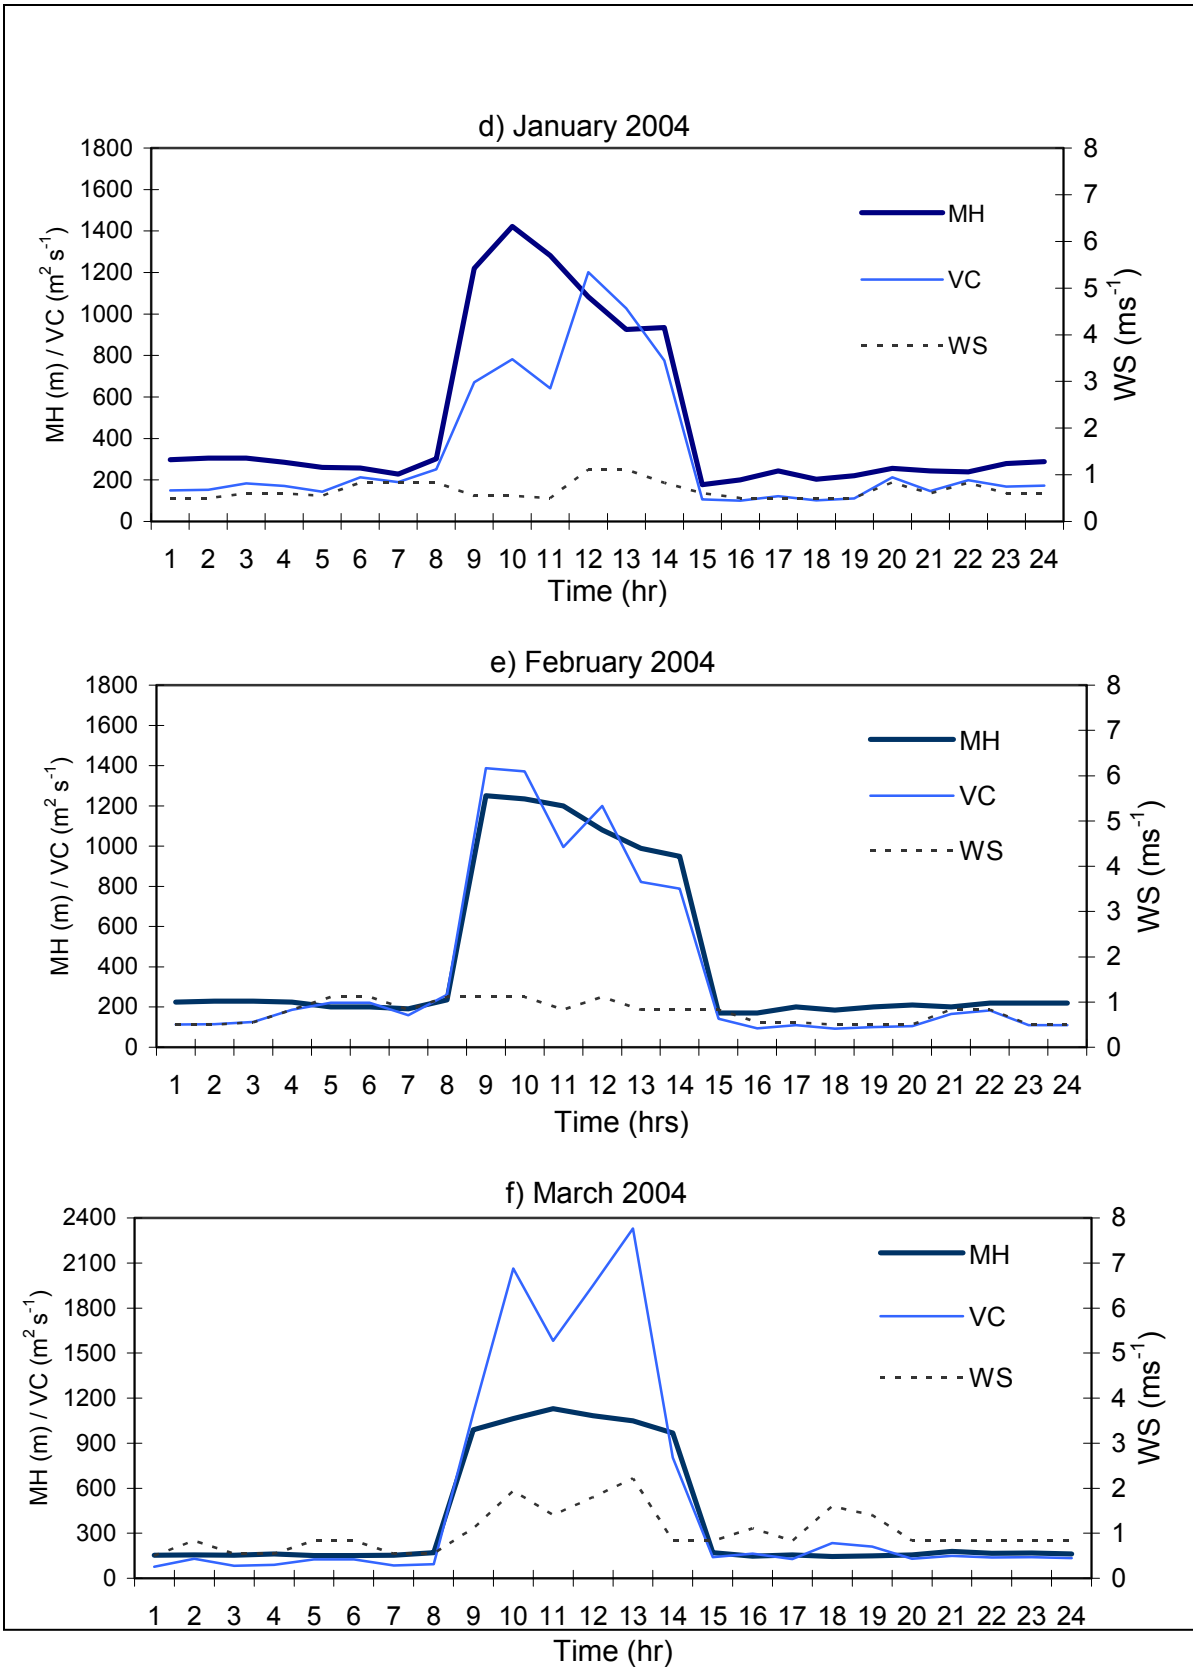 d) January 2004
1800
1600
1400
1200
1000
800
600
400
200
0
MH (m) / VC (m² s⁻¹)
8
7
6
5
4
3
2
1
0
WS (ms⁻¹)
MH
VC
WS
1 2 3 4 5 6 7 8 9 10 11 12 13 14 15 16 17 18 19 20 21 22 23 24
Time (hr)
e) February 2004
1800
1600
1400
1200
1000
800
600
400
200
0
MH (m) / VC (m² s⁻¹)
8
7
6
5
4
3
2
1
0
WS (ms⁻¹)
MH
VC
WS
1 2 3 4 5 6 7 8 9 10 11 12 13 14 15 16 17 18 19 20 21 22 23 24
Time (hrs)
f) March 2004
2400
2100
1800
1500
1200
900
600
300
0
MH (m) / VC (m² s⁻¹)
8
7
6
5
4
3
2
1
0
WS (ms⁻¹)
MH
VC
WS
1 2 3 4 5 6 7 8 9 10 11 12 13 14 15 16 17 18 19 20 21 22 23 24
Time (hr)